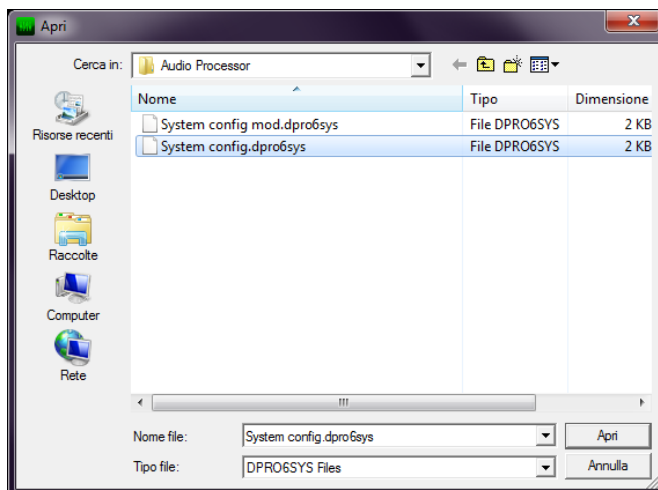 Apri
Cerca in: Audio Processor
Nome Tipo Dimensione
System config mod.dpro6sys File DPRO6SYS 2 KB
System config.dpro6sys File DPRO6SYS 2 KB
Risorse recenti
Desktop
Raccolte
Computer
Rete
Nome file: System config.dpro6sys Apri
Tipo file: DPRO6SYS Files Annulla